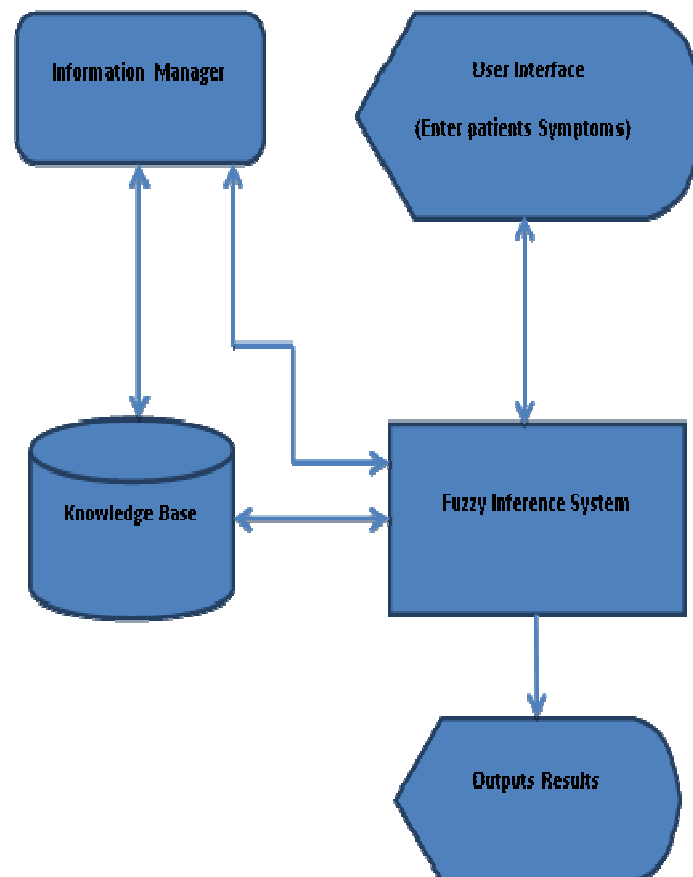 Information Manager
User Interface
(Enter patients Symptoms)
Knowledge Base
Fuzzy Inference System
Outputs Results